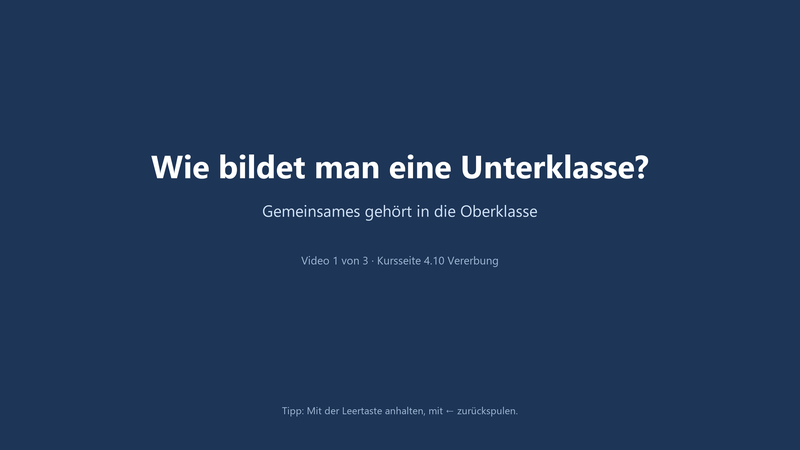 Wie bildet man eine Unterklasse?
Gemeinsames gehört in die Oberklasse
Video 1 von 3 · Kursseite 4.10 Vererbung
Tipp: Mit der Leertaste anhalten, mit ← zurückspulen.